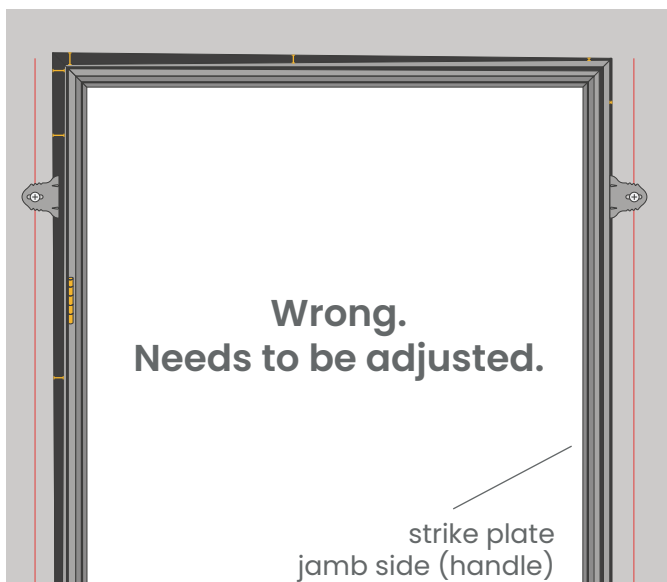 Wrong.
Needs to be adjusted.
strike plate
jamb side (handle)